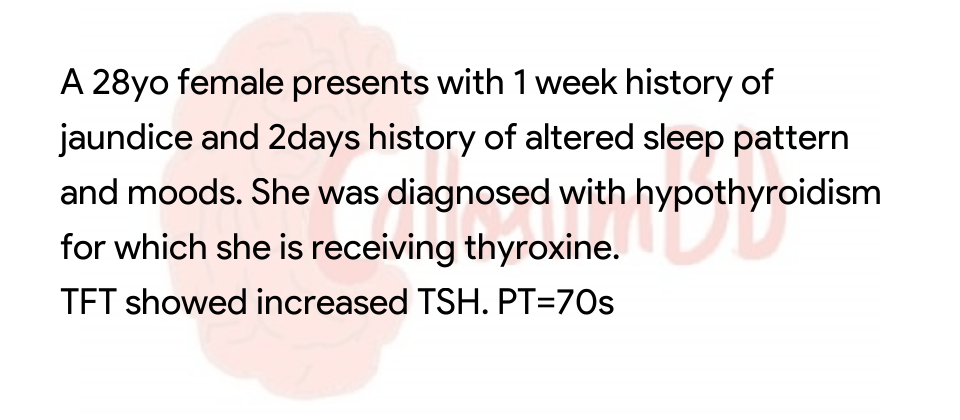 A 28yo female presents with 1 week history of
jaundice and 2days history of altered sleep pattern
and moods. She was diagnosed with hypothyroidism
for which she is receiving thyroxine.
TFT showed increased TSH. PT=70s
CallosumBD